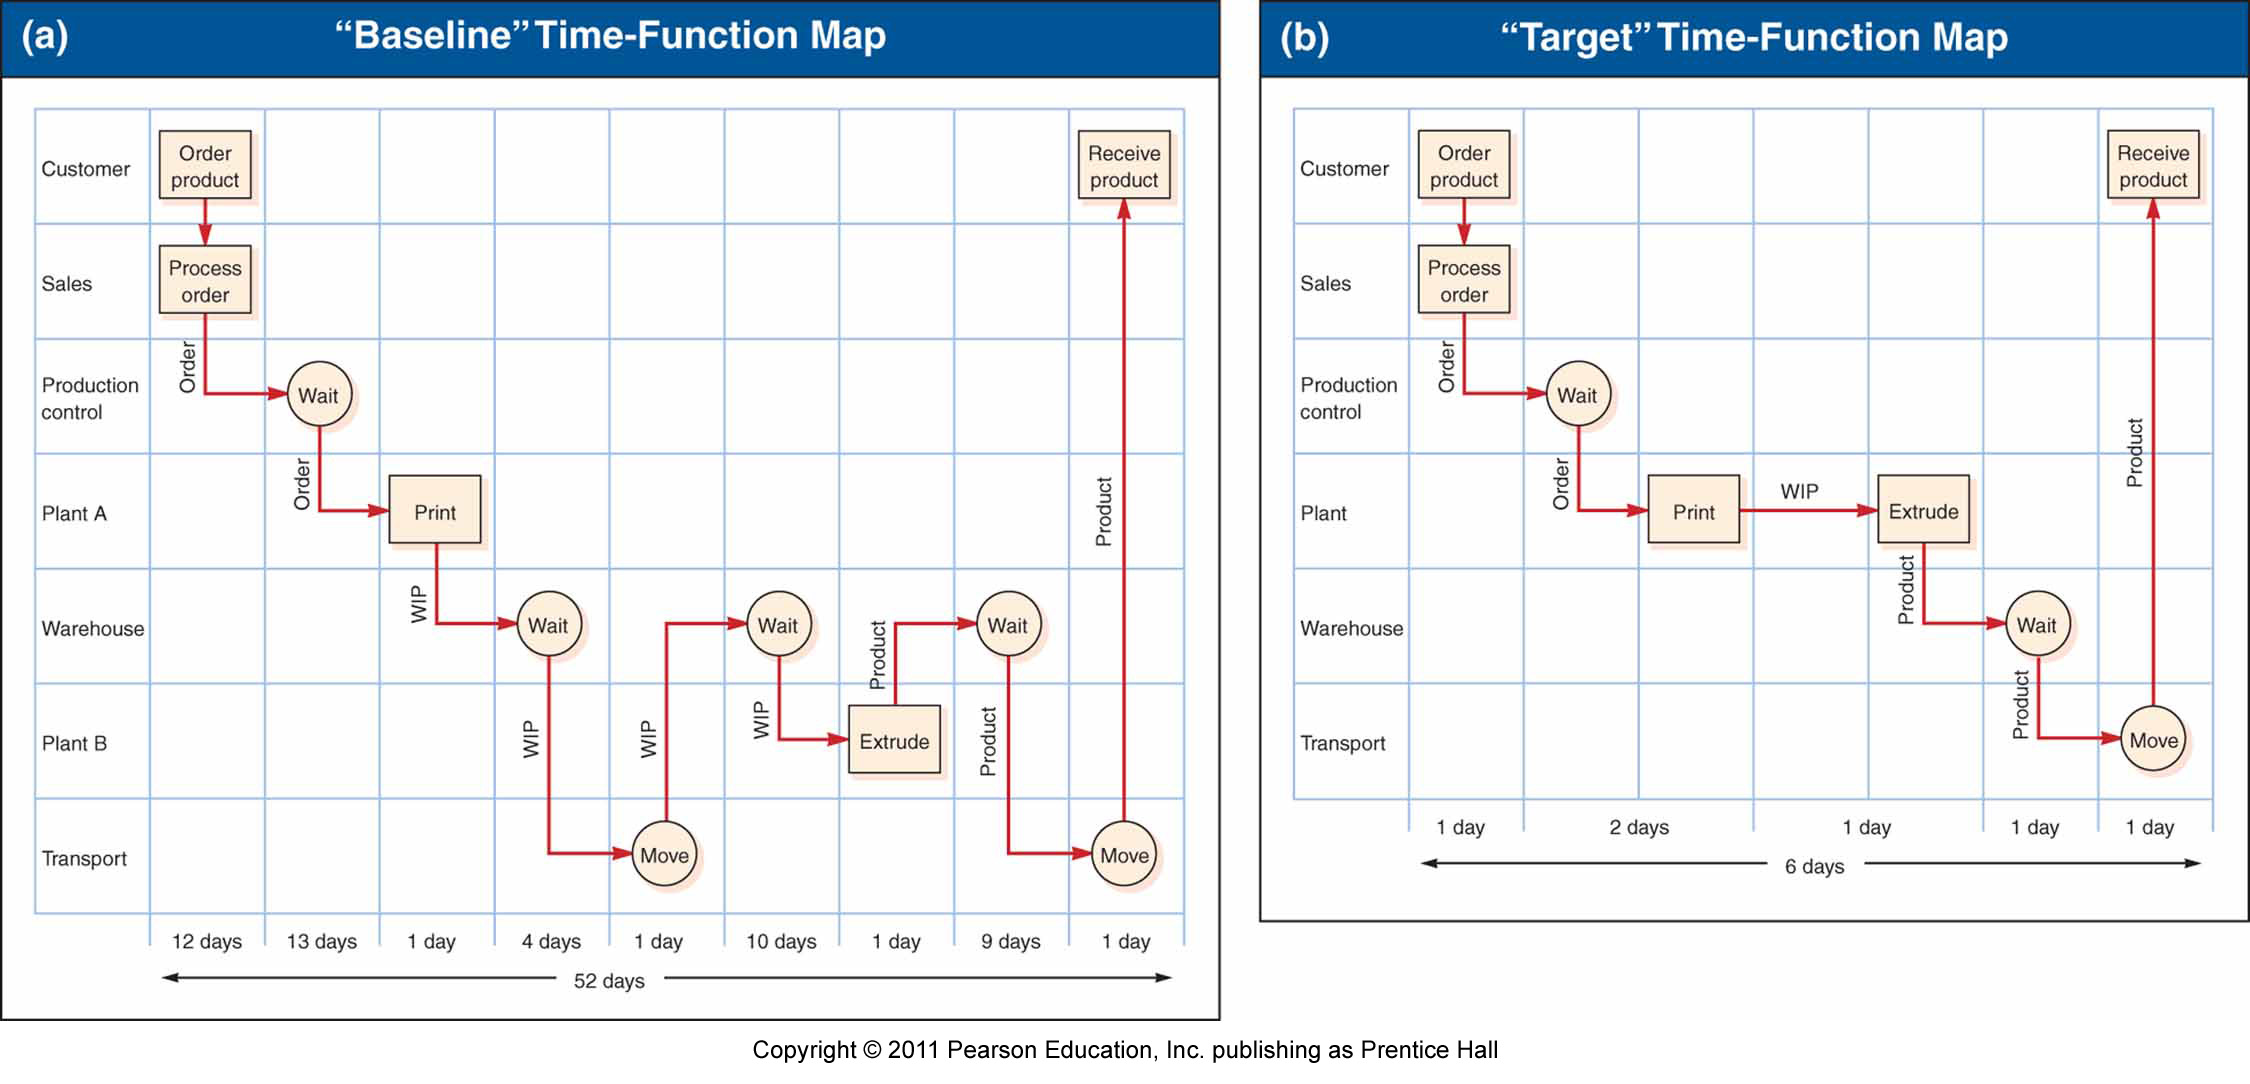 (a) “Baseline” Time-Function Map
Customer
Order
product
Receive
product
Sales
Process
order
Order
Production
control
Wait
Order
Plant A
Print
Product
WIP
Warehouse
Wait
Wait
Product
Wait
WIP
WIP
WIP
Product
Plant B
Extrude
Transport
Move
Move
12 days 13 days 1 day 4 days 1 day 10 days 1 day 9 days 1 day
52 days
(b) “Target” Time-Function Map
Customer
Order
product
Receive
product
Sales
Process
order
Order
Production
control
Wait
Order
Product
Plant
Print
WIP
Extrude
Product
Warehouse
Wait
Product
Transport
Move
1 day 2 days 1 day 1 day 1 day
6 days
Copyright © 2011 Pearson Education, Inc. publishing as Prentice Hall